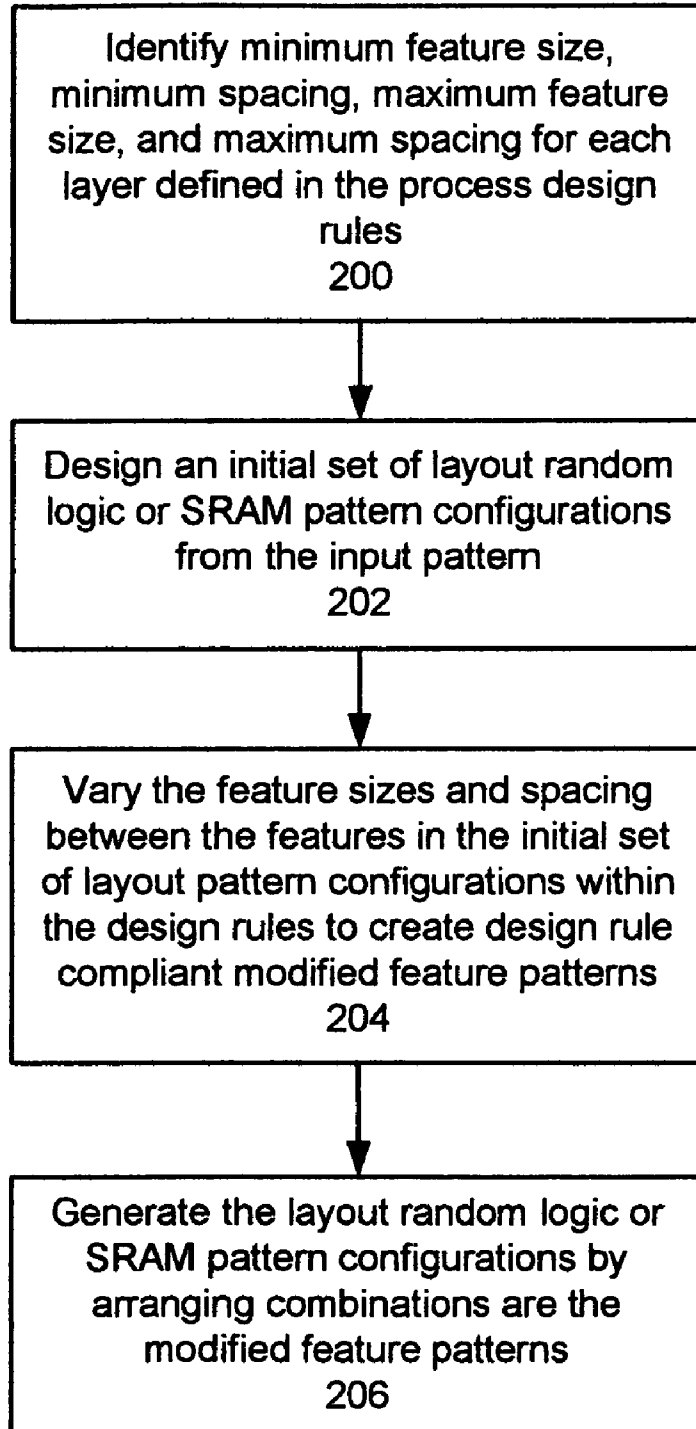 Identify minimum feature size,
minimum spacing, maximum feature
size, and maximum spacing for each
layer defined in the process design
rules
200
Design an initial set of layout random
logic or SRAM pattern configurations
from the input pattern
202
Vary the feature sizes and spacing
between the features in the initial set
of layout pattern configurations within
the design rules to create design rule
compliant modified feature patterns
204
Generate the layout random logic or
SRAM pattern configurations by
arranging combinations are the
modified feature patterns
206